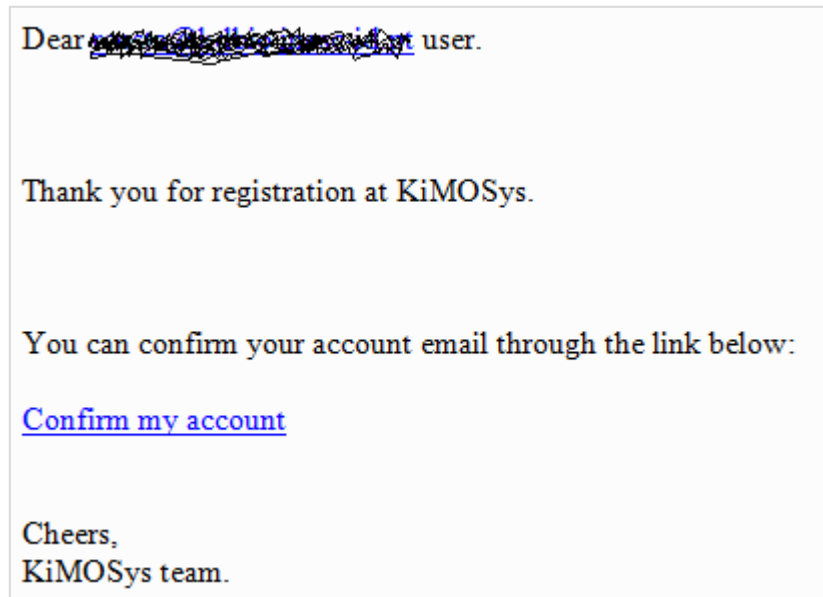 Dear user.
Thank you for registration at KiMOSys.
You can confirm your account email through the link below:
Confirm my account
Cheers,
KiMOSys team.